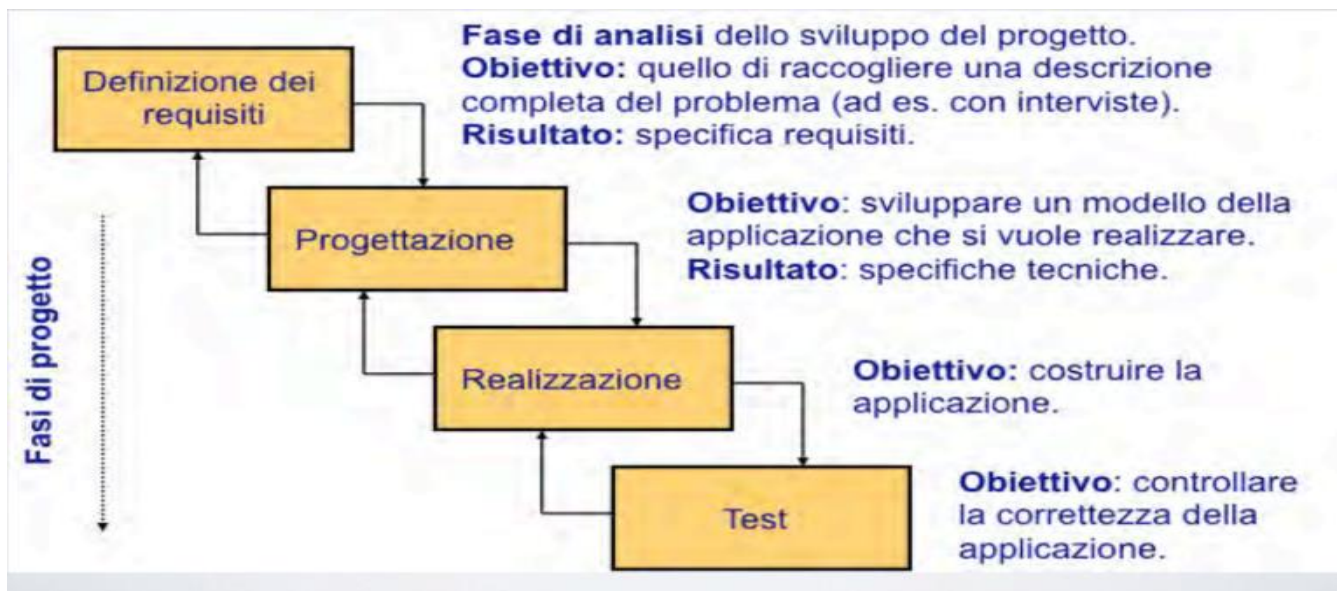 Definizione dei
requisiti
Fase di analisi dello sviluppo del progetto.
Obiettivo: quello di raccogliere una descrizione
completa del problema (ad es. con interviste).
Risultato: specifica requisiti.
Progettazione
Obiettivo: sviluppare un modello della
applicazione che si vuole realizzare.
Risultato: specifiche tecniche.
Fasi di progetto
Realizzazione
Obiettivo: costruire la
applicazione.
Test
Obiettivo: controllare
la correttezza della
applicazione.